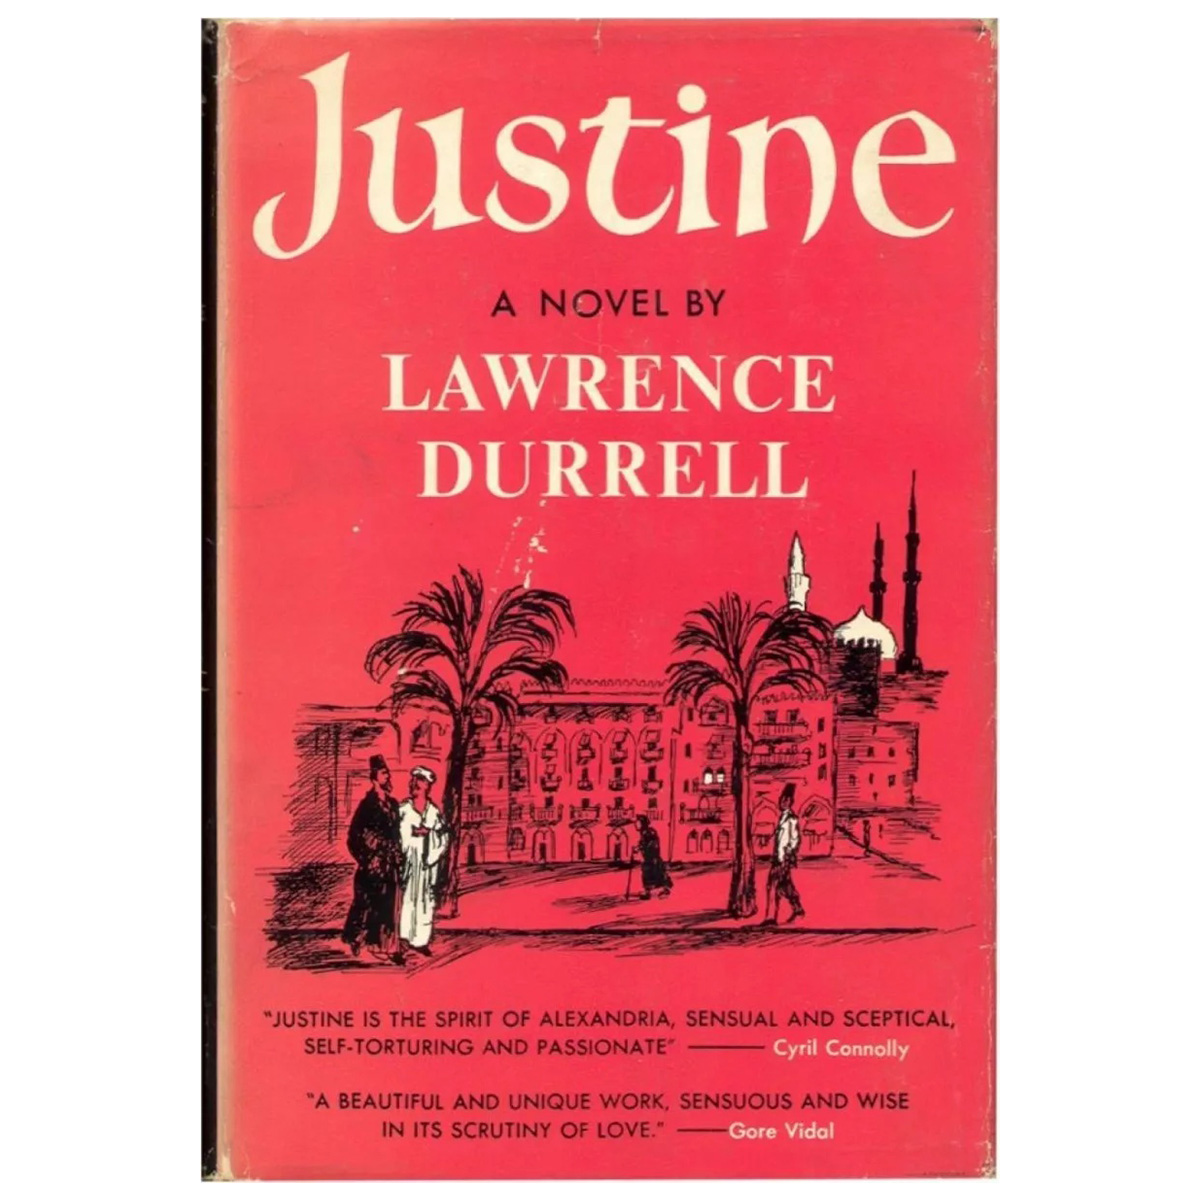 Justine
A NOVEL BY
LAWRENCE
DURRELL
"JUSTINE IS THE SPIRIT OF ALEXANDRIA, SENSUAL AND SCEPTICAL,
SELF-TORTURING AND PASSIONATE" —— Cyril Connolly
"A BEAUTIFUL AND UNIQUE WORK, SENSUOUS AND WISE
IN ITS SCRUTINY OF LOVE." ——Gore Vidal